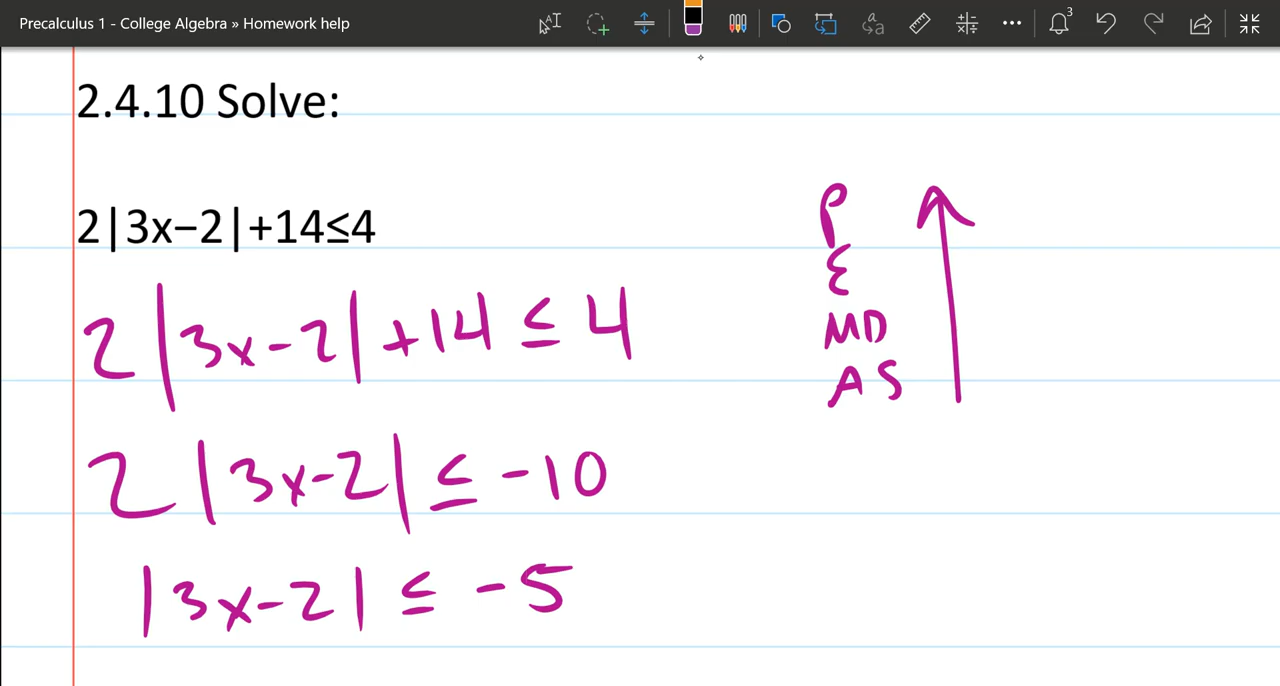 Precalculus 1 - College Algebra » Homework help
3
2.4.10 Solve:
2|3x−2|+14≤4
2|3x-2|+14≤4
2|3x-2|≤-10
|3x-2|≤-5
P
E
MD
AS